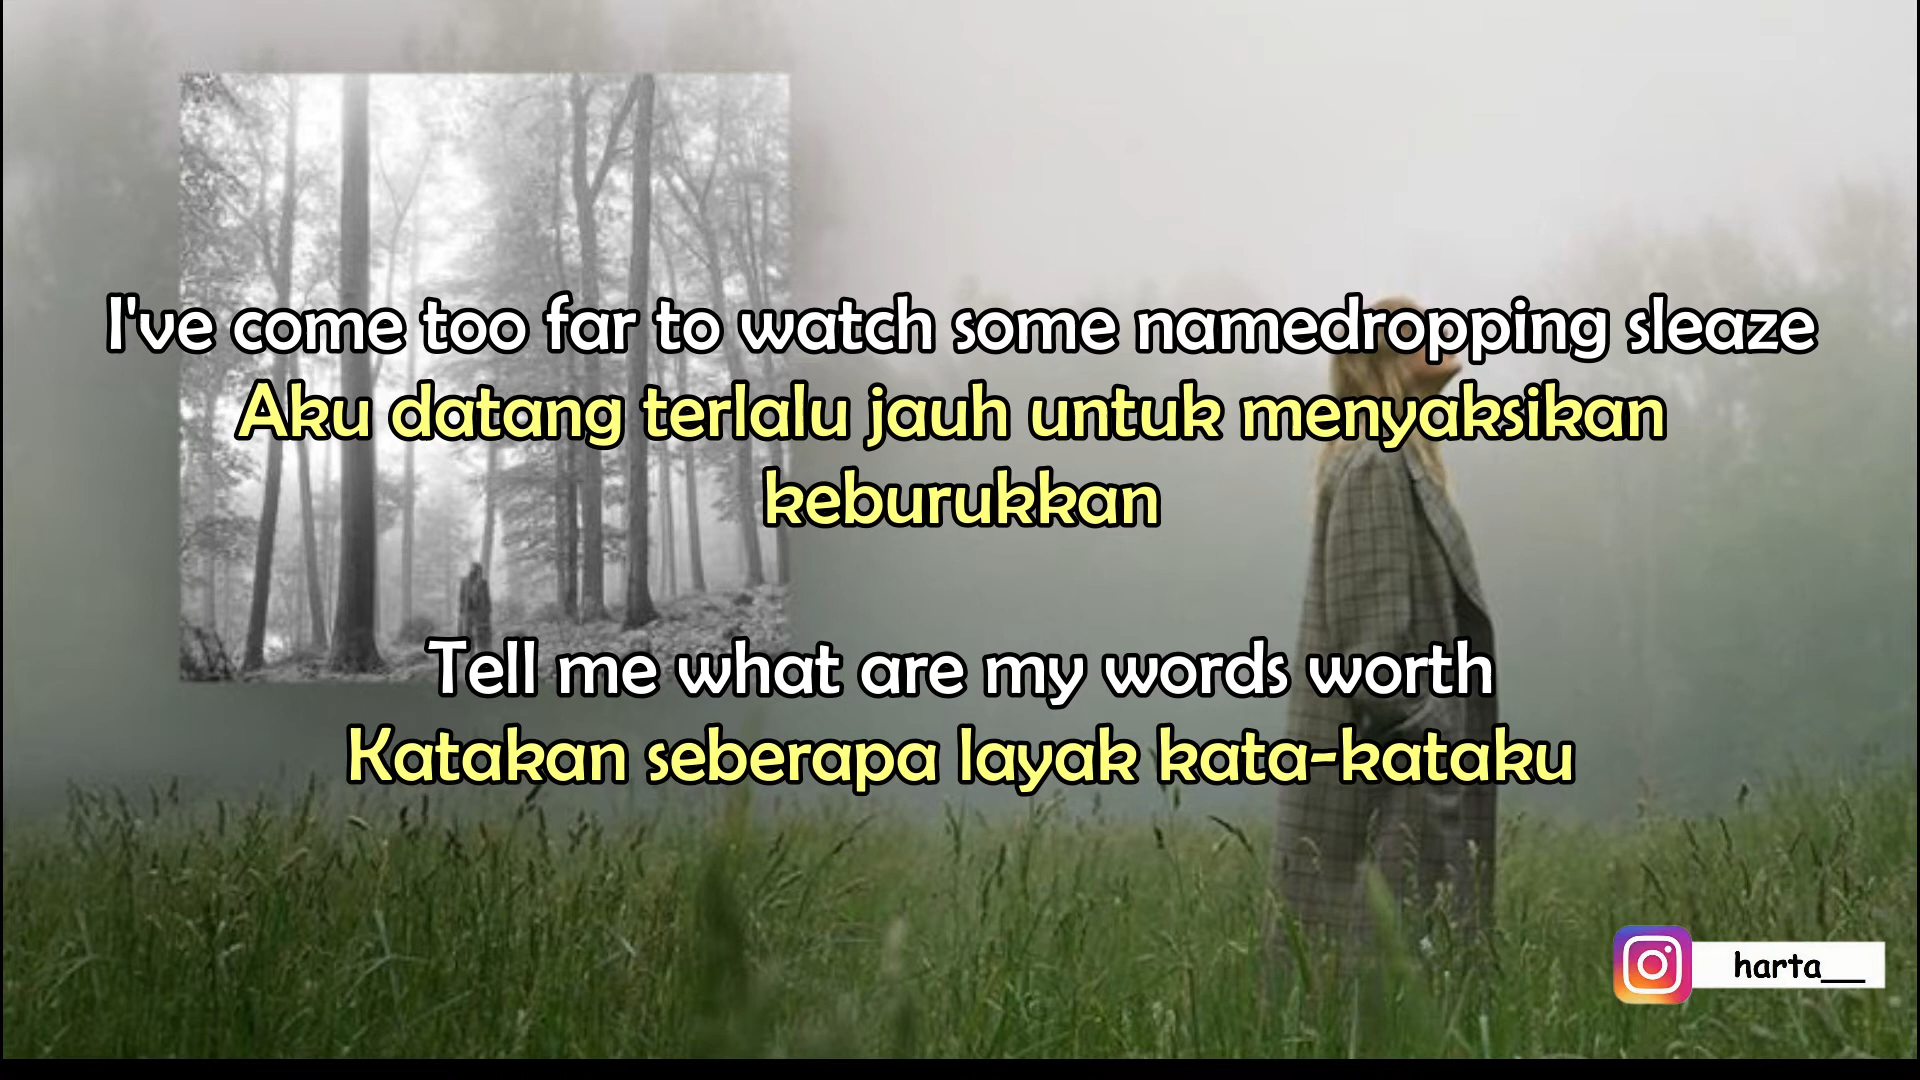 I've come too far to watch some namedropping sleaze
Aku datang terlalu jauh untuk menyaksikan
keburukkan
Tell me what are my words worth
Katakan seberapa layak kata-kataku
harta__